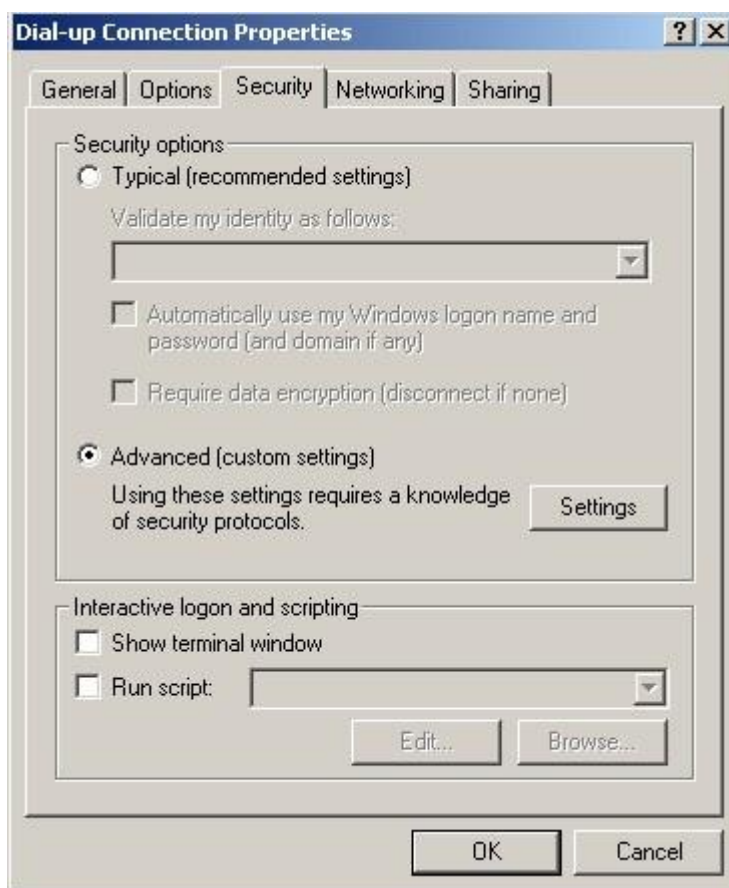 Dial-up Connection Properties
General Options Security Networking Sharing
Security options
Typical (recommended settings)
Validate my identity as follows:
Automatically use my Windows logon name and
password (and domain if any)
Require data encryption (disconnect if none)
Advanced (custom settings)
Using these settings requires a knowledge
of security protocols.
Settings
Interactive logon and scripting
Show terminal window
Run script:
Edit... Browse...
OK Cancel